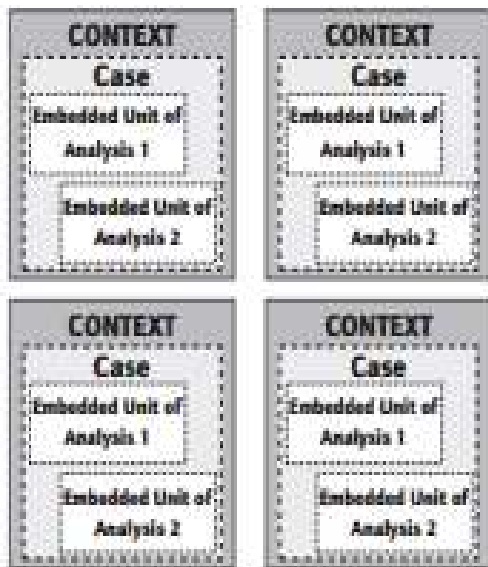 CONTEXT
Case
Embedded Unit of
Analysis 1
Embedded Unit of
Analysis 2
CONTEXT
Case
Embedded Unit of
Analysis 1
Embedded Unit of
Analysis 2
CONTEXT
Case
Embedded Unit of
Analysis 1
Embedded Unit of
Analysis 2
CONTEXT
Case
Embedded Unit of
Analysis 1
Embedded Unit of
Analysis 2